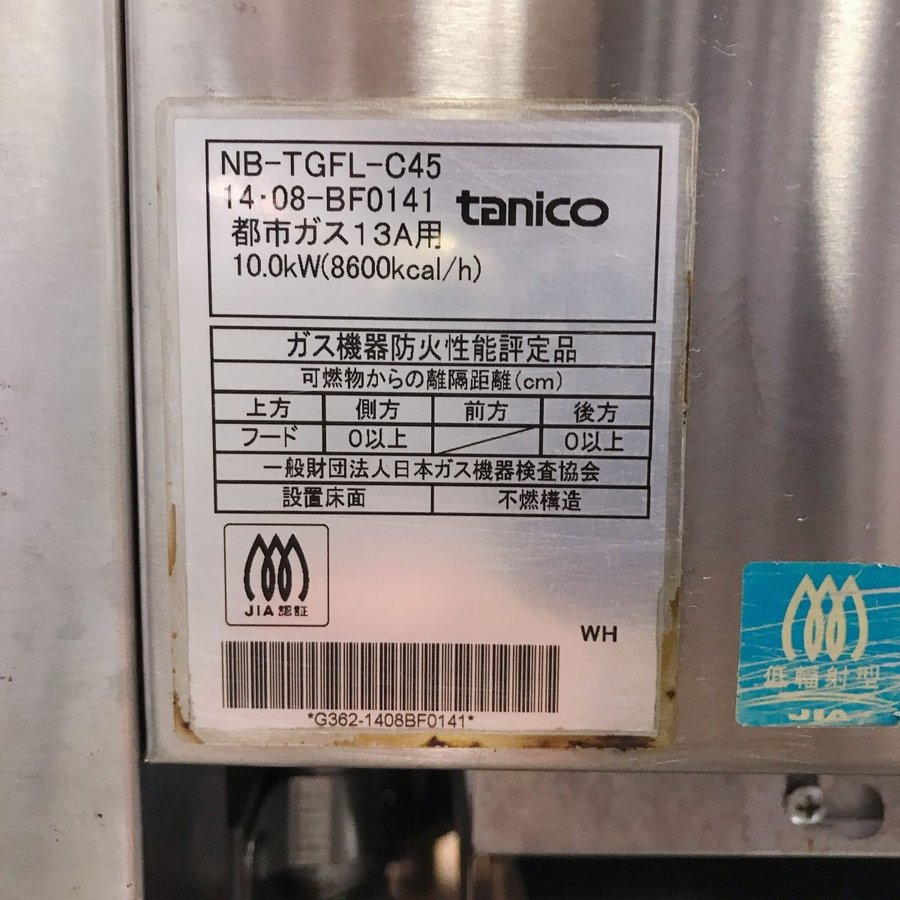 NB-TGFL-C45
14・08-BF0141 tanico
都市ガス13A用
10.0kW(8600kcal/h)
ガス機器防火性能評定品
可燃物からの離隔距離(cm)
上方 側方 前方 後方
フード 0以上 0以上
一般財団法人日本ガス機器検査協会
設置床面 不燃構造
JIA 認証
WH
*G362-1408BF0141*
低輻射型
JIA